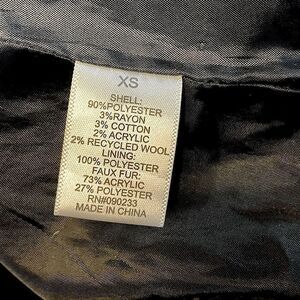 XS
SHELL:
90%POLYESTER
3%RAYON
3% COTTON
2% ACRYLIC
2% RECYCLED WOOL
LINING:
100% POLYESTER
FAUX FUR:
73% ACRYLIC
27% POLYESTER
RN#090233
MADE IN CHINA